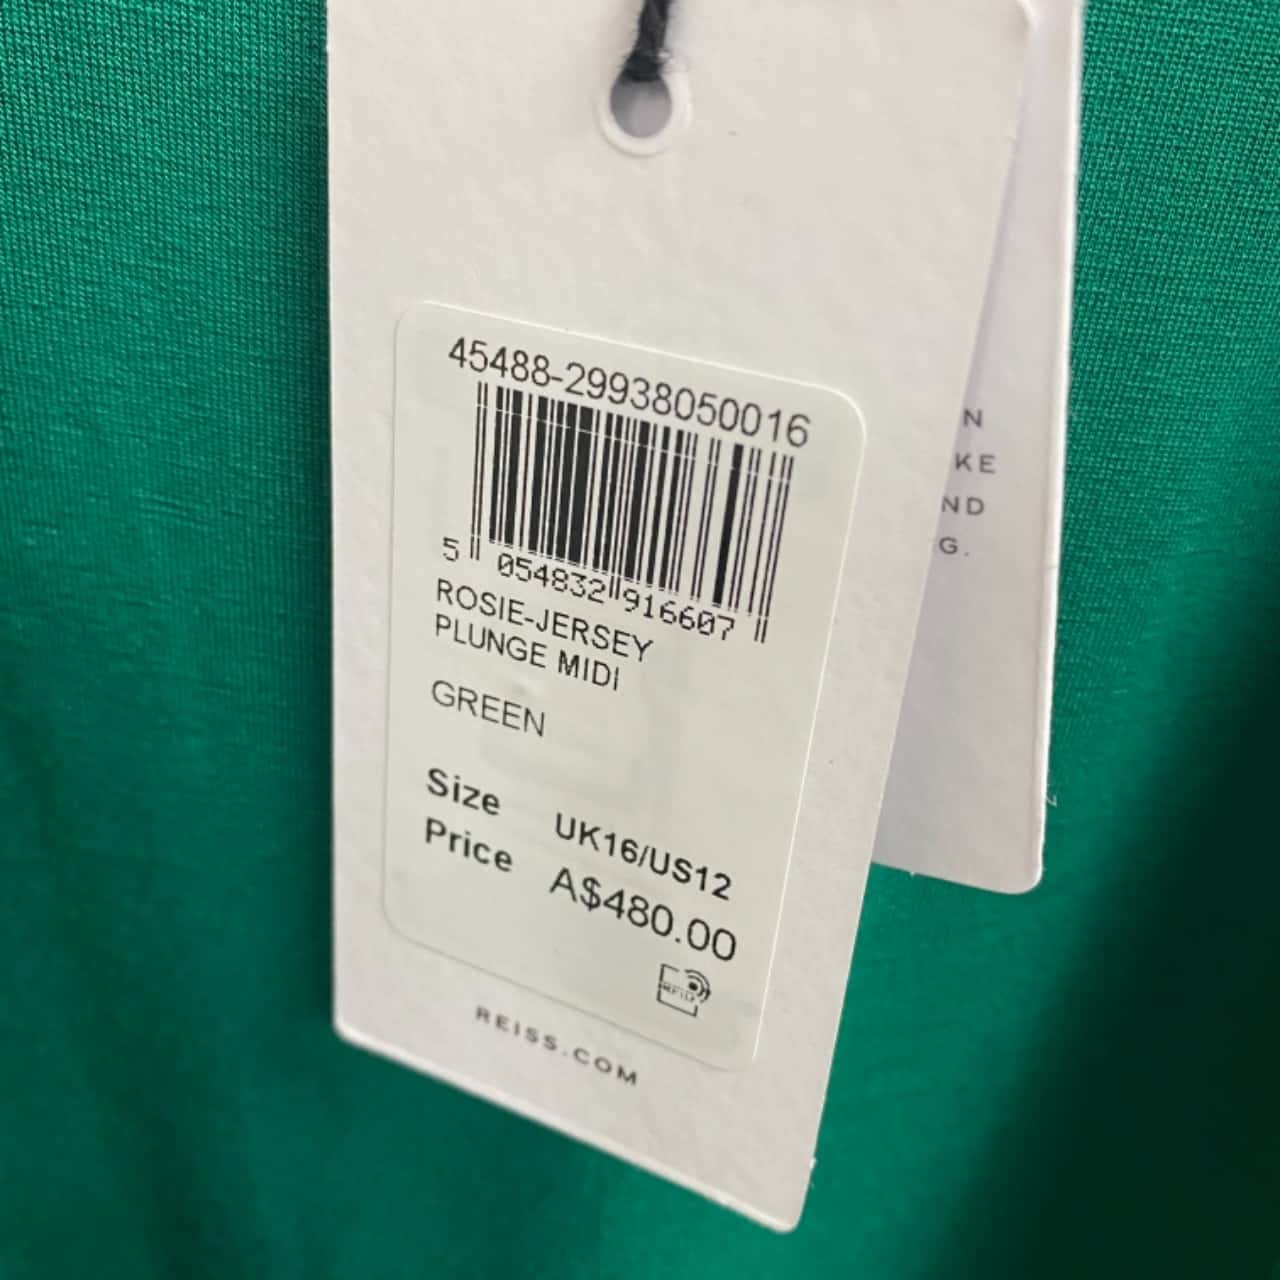 45488-29938050016
5 054832 916607
ROSIE-JERSEY
PLUNGE MIDI
GREEN
Size UK16/US12
Price A$480.00
RFID
REISS.COM
N
KE
ND
G.